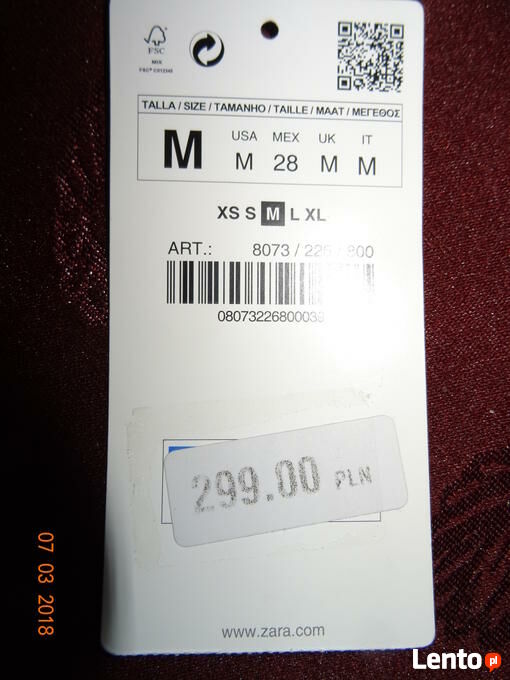 FSC
MIX
TALLA / SIZE / TAMANHO / TAILLE / MAAT / ΜΕΓΕΘΟΣ
M
USA MEX UK IT
M 28 M M
XS S M L XL
ART.: 8073 / 226 / 800
08073226800039
299.00 PLN
www.zara.com
07 03 2018
Lento pl